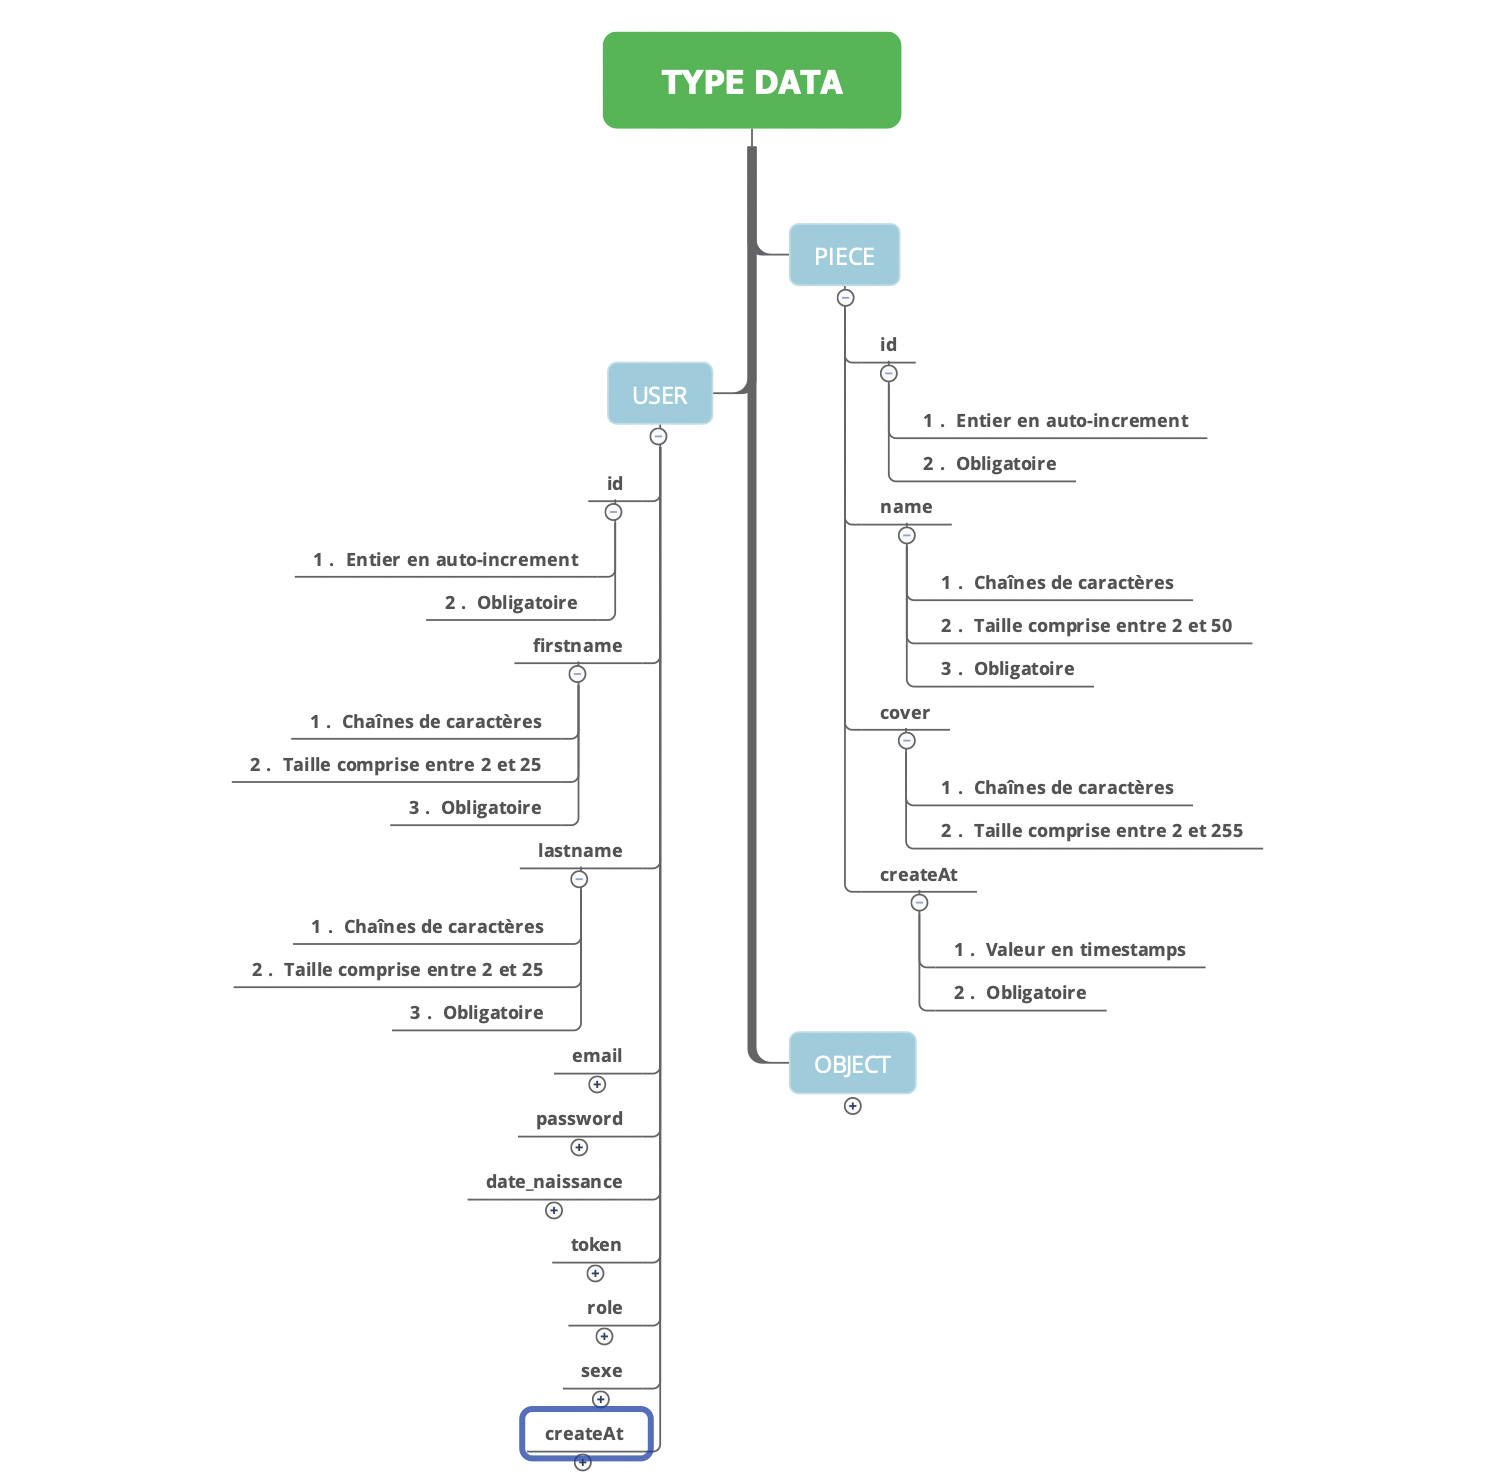 TYPE DATA
PIECE
id
1 . Entier en auto-increment
2 . Obligatoire
name
1 . Chaînes de caractères
2 . Taille comprise entre 2 et 50
3 . Obligatoire
cover
1 . Chaînes de caractères
2 . Taille comprise entre 2 et 255
createAt
1 . Valeur en timestamps
2 . Obligatoire
USER
id
1 . Entier en auto-increment
2 . Obligatoire
firstname
1 . Chaînes de caractères
2 . Taille comprise entre 2 et 25
3 . Obligatoire
lastname
1 . Chaînes de caractères
2 . Taille comprise entre 2 et 25
3 . Obligatoire
email
password
date_naissance
token
role
sexe
createAt
OBJECT